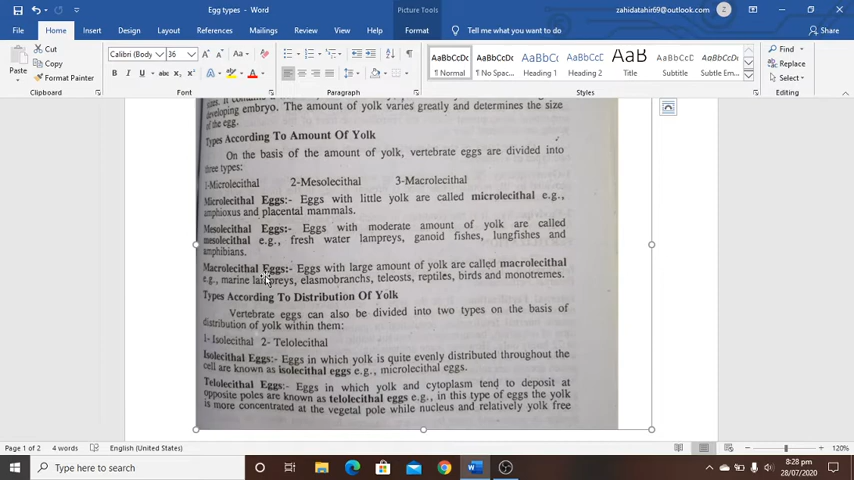 Egg types - Word
Picture Tools
zahidatahir69@outlook.com
Z
File Home Insert Draw Design Layout References Mailings Review View Help Format Tell me what you want to do Share
Paste
Cut
Copy
Format Painter
Clipboard
Calibri (Body) 36
Font
Paragraph
AaBbCcDc AaBbCcDc AaBbCc AaBbCcD AaB AaBbCcD AaBbCcDc
¶ Normal ¶ No Spac... Heading 1 Heading 2 Title Subtitle Subtle Em...
Styles
Find
Replace
Select
Editing
developing embryo. The amount of yolk varies greatly and determines the size
of the egg.
Types According To Amount Of Yolk
On the basis of the amount of yolk, vertebrate eggs are divided into
three types:
1-Microlecithal 2-Mesolecithal 3-Macrolecithal
Microlecithal Eggs:- Eggs with little yolk are called microlecithal e.g.,
amphioxus and placental mammals.
Mesolecithal Eggs:- Eggs with moderate amount of yolk are called
mesolecithal e.g., fresh water lampreys, ganoid fishes, lungfishes and
amphibians.
Macrolecithal Eggs:- Eggs with large amount of yolk are called macrolecithal
e.g., marine lampreys, elasmobranchs, teleosts, reptiles, birds and monotremes.
Types According To Distribution Of Yolk
Vertebrate eggs can also be divided into two types on the basis of
distribution of yolk within them:
1- Isolecithal 2- Telolecithal
Isolecithal Eggs:- Eggs in which yolk is quite evenly distributed throughout the
cell are known as isolecithal eggs e.g., microlecithal eggs.
Telolecithal Eggs:- Eggs in which yolk and cytoplasm tend to deposit at
opposite poles are known as telolecithal eggs e.g., in this type of eggs the yolk
is more concentrated at the vegetal pole while nucleus and relatively yolk free
Page 1 of 2 4 words English (United States) 120%
Type here to search
8:28 pm
28/07/2020